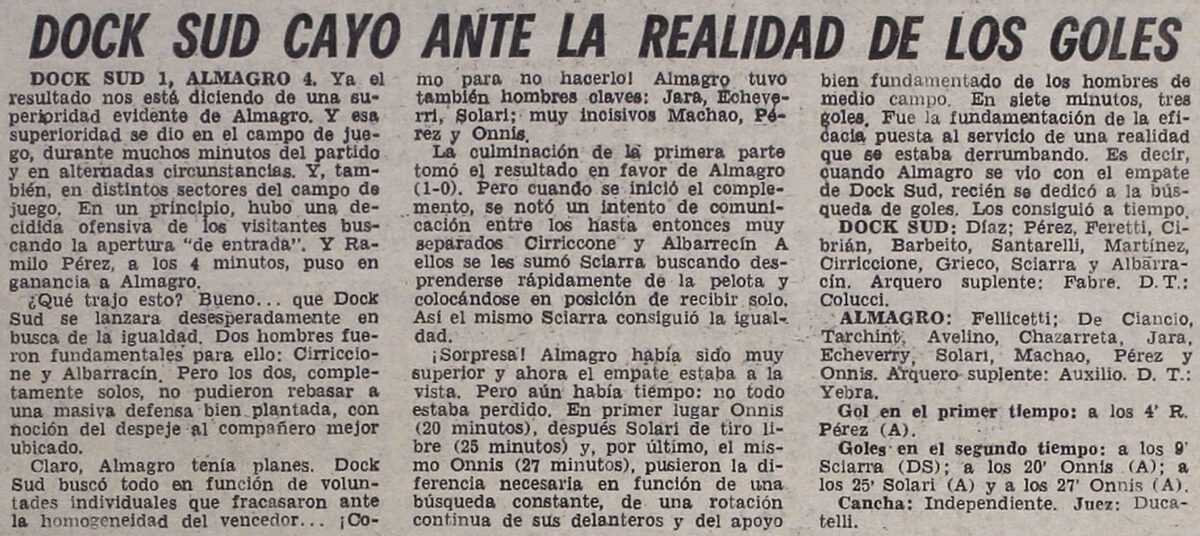 DOCK SUD CAYO ANTE LA REALIDAD DE LOS GOLES
DOCK SUD 1, ALMAGRO 4. Ya el
resultado nos está diciendo de una su-
perioridad evidente de Almagro. Y esa
superioridad se dio en el campo de jue-
go, durante muchos minutos del partido
y en alternadas circunstancias. Y, tam-
bién, en distintos sectores del campo de
juego. En un principio, hubo una de-
cidida ofensiva de los visitantes bus-
cando la apertura "de entrada". Y Ra-
milo Pérez, a los 4 minutos, puso en
ganancia a Almagro.
¿Qué trajo esto? Bueno... que Dock
Sud se lanzara desesperadamente en
busca de la igualdad. Dos hombres fue-
ron fundamentales para ello: Cirriccio-
ne y Albarracín. Pero los dos, comple-
tamente solos, no pudieron rebasar a
una masiva defensa bien plantada, con
noción del despeje al compañero mejor
ubicado.
Claro, Almagro tenía planes. Dock
Sud buscó todo en función de volun-
tades individuales que fracasaron ante
la homogeneidad del vencedor... ¡Co-
mo para no hacerlo! Almagro tuvo
también hombres claves: Jara, Echeve-
rri, Solari; muy incisivos Machao, Pé-
rez y Onnis.
La culminación de la primera parte
tomó el resultado en favor de Almagro
(1-0). Pero cuando se inició el comple-
mento, se notó un intento de comuni-
cación entre los hasta entonces muy
separados Cirriccone y Albarrecín A
ellos se les sumó Sciarra buscando des-
prenderse rápidamente de la pelota y
colocándose en posición de recibir solo.
Así el mismo Sciarra consiguió la igual-
dad.
¡Sorpresa! Almagro había sido muy
superior y ahora el empate estaba a la
vista. Pero aún había tiempo: no todo
estaba perdido. En primer lugar Onnis
(20 minutos), después Solari de tiro li-
bre (25 minutos) y, por último, el mis-
mo Onnis (27 minutos), pusieron la di-
ferencia necesaria en función de una
búsqueda constante, de una rotación
continua de sus delanteros y del apoyo
bien fundamentado de los hombres de
medio campo. En siete minutos, tres
goles. Fue la fundamentación de la efi-
cacia puesta al servicio de una realidad
que se estaba derrumbando. Es decir,
cuando Almagro se vio con el empate
de Dock Sud, recién se dedicó a la bús-
queda de goles. Los consiguió a tiempo.
DOCK SUD: Díaz; Pérez, Feretti, Ci-
brián, Barbeito, Santarelli, Martínez,
Cirriccone, Grieco, Sciarra y Albarra-
cín. Arquero suplente: Fabre. D. T.:
Colucci.
ALMAGRO: Fellicetti; De Ciancio,
Tarchint, Avelino, Chazarreta, Jara,
Echeverry, Solari, Machao, Pérez y
Onnis. Arquero suplente: Auxilio. D. T.:
Yebra.
Gol en el primer tiempo: a los 4' R.
Pérez (A).
Goles en el segundo tiempo: a los 9'
Sciarra (DS); a los 20' Onnis (A); a
los 25' Solari (A) y a los 27' Onnis (A).
Cancha: Independiente. Juez: Duca-
telli.